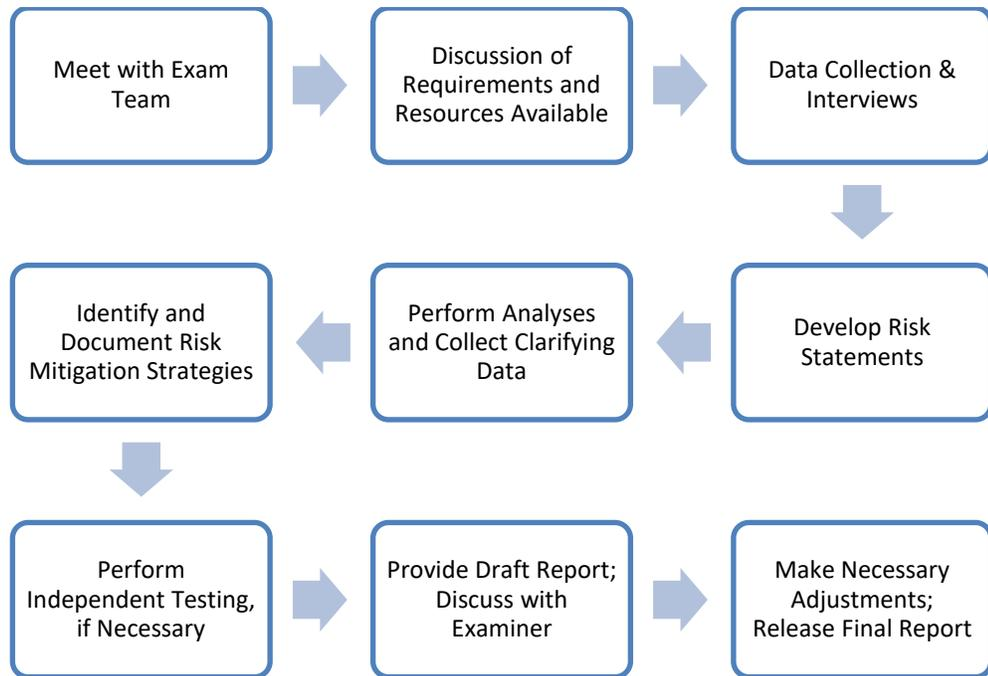 Meet with Exam
Team
Discussion of
Requirements and
Resources Available
Data Collection &
Interviews
Develop Risk
Statements
Perform Analyses
and Collect Clarifying
Data
Identify and
Document Risk
Mitigation Strategies
Perform
Independent Testing,
if Necessary
Provide Draft Report;
Discuss with
Examiner
Make Necessary
Adjustments;
Release Final Report